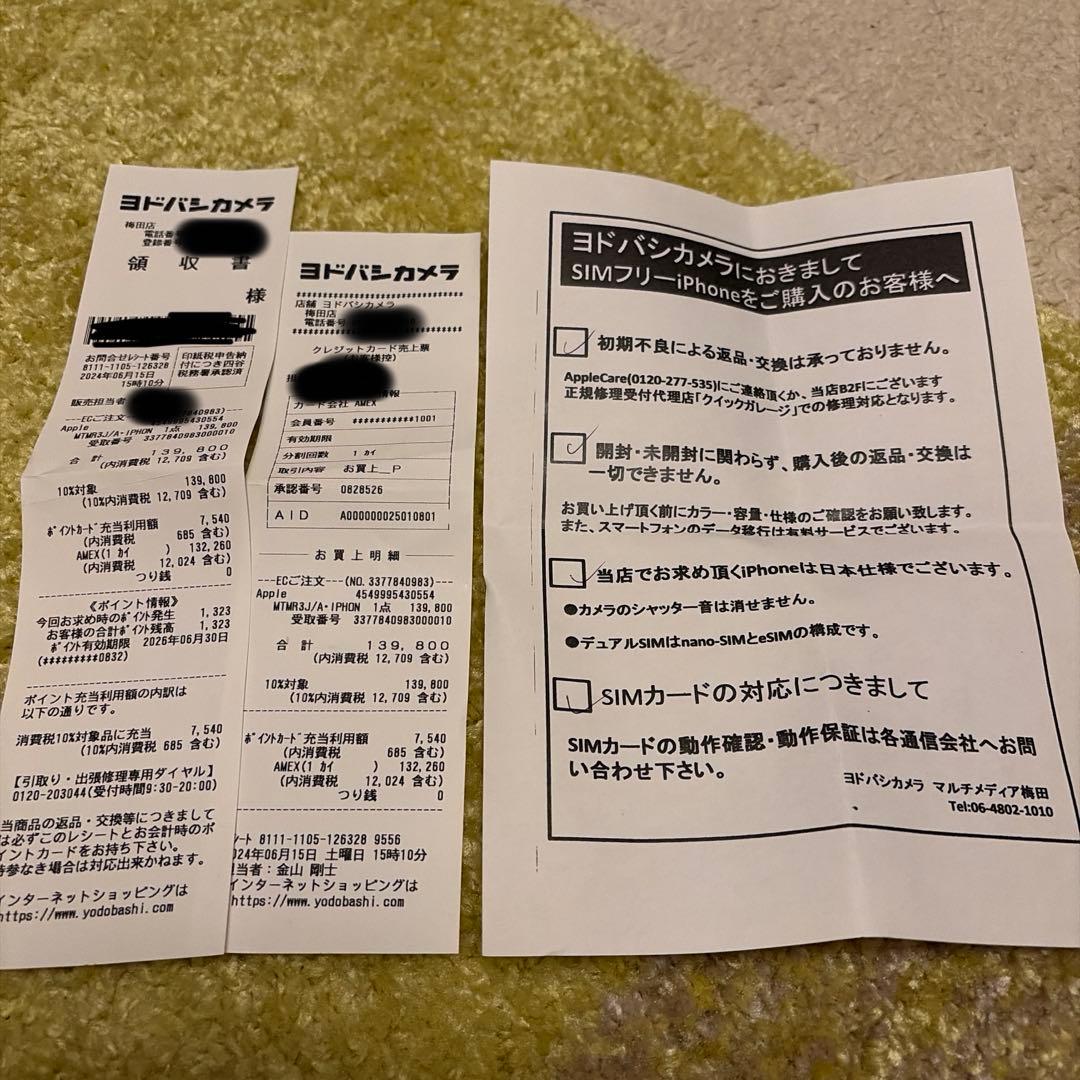 ヨドバシカメラ
梅田店
電話番
登録番
領 収 書
様
お問合せﾚｼｰﾄ番号
8111-1105-126328
2024年06月15日
15時10分
印紙税申告納
付につき四谷
税務署承認済
販売担当者
---ECご注文---
7840983)---
Apple 4549995430554
MTMR3J/A･IPHON 1点 139,800
受取番号 3377840983000010
合 計 139,800
(内消費税 12,709 含む)
10%対象 139,800
(10%内消費税 12,709 含む)
ﾎﾟｲﾝﾄｶｰﾄﾞ充当利用額 7,540
(内消費税 685 含む)
AMEX(1 ｶｲ ) 132,260
(内消費税 12,024 含む)
つり銭 0
《ポイント情報》
今回お求め時のﾎﾟｲﾝﾄ発生 1,323
お客様の合計ﾎﾟｲﾝﾄ残高 1,323
ﾎﾟｲﾝﾄ有効期限 2026年06月30日
(*********0832)
ポイント充当利用額の内訳は
以下の通りです。
消費税10%対象品に充当 7,540
(10%内消費税 685 含む)
【引取り・出張修理専用ダイヤル】
0120-203044(受付時間9:30-20:00)
当商品の返品・交換等につきまして
は必ずこのレシートとお会計時のポ
イントカードをお持ち下さい。
持参なき場合は対応出来かねます。
インターネットショッピングは
https://www.yodobashi.com
ヨドバシカメラ
店舗 ヨドバシカメラ
梅田店
電話番号
クレジットカード売上票
(お客様控)
情報
カード会社 AMEX
会員番号 ***********1001
有効期限
分割回数 1 ｶｲ
取引内容 お買上_P
承認番号 0828526
AID A000000025010801
お買上明細
---ECご注文---(NO. 3377840983)---
Apple 4549995430554
MTMR3J/A･IPHON 1点 139,800
受取番号 3377840983000010
合 計 139,800
(内消費税 12,709 含む)
10%対象 139,800
(10%内消費税 12,709 含む)
ﾎﾟｲﾝﾄｶｰﾄﾞ充当利用額 7,540
(内消費税 685 含む)
AMEX(1 ｶｲ ) 132,260
(内消費税 12,024 含む)
つり銭 0
ｼｰﾄ 8111-1105-126328 9556
2024年06月15日 土曜日 15時10分
担当者：金山 剛士
インターネットショッピングは
https://www.yodobashi.com
ヨドバシカメラにおきまして
SIMフリーiPhoneをご購入のお客様へ
初期不良による返品・交換は承っておりません。
AppleCare(0120-277-535)にご連絡頂くか、当店B2Fにございます
正規修理受付代理店「クイックガレージ」での修理対応となります。
開封・未開封に関わらず、購入後の返品・交換は
一切できません。
お買い上げ頂く前にカラー・容量・仕様のご確認をお願い致します。
また、スマートフォンのデータ移行は有料サービスでございます。
当店でお求め頂くiPhoneは日本仕様でございます。
●カメラのシャッター音は消せません。
●デュアルSIMはnano-SIMとeSIMの構成です。
SIMカードの対応につきまして
SIMカードの動作確認・動作保証は各通信会社へお問
い合わせ下さい。
ヨドバシカメラ マルチメディア梅田
Tel:06-4802-1010